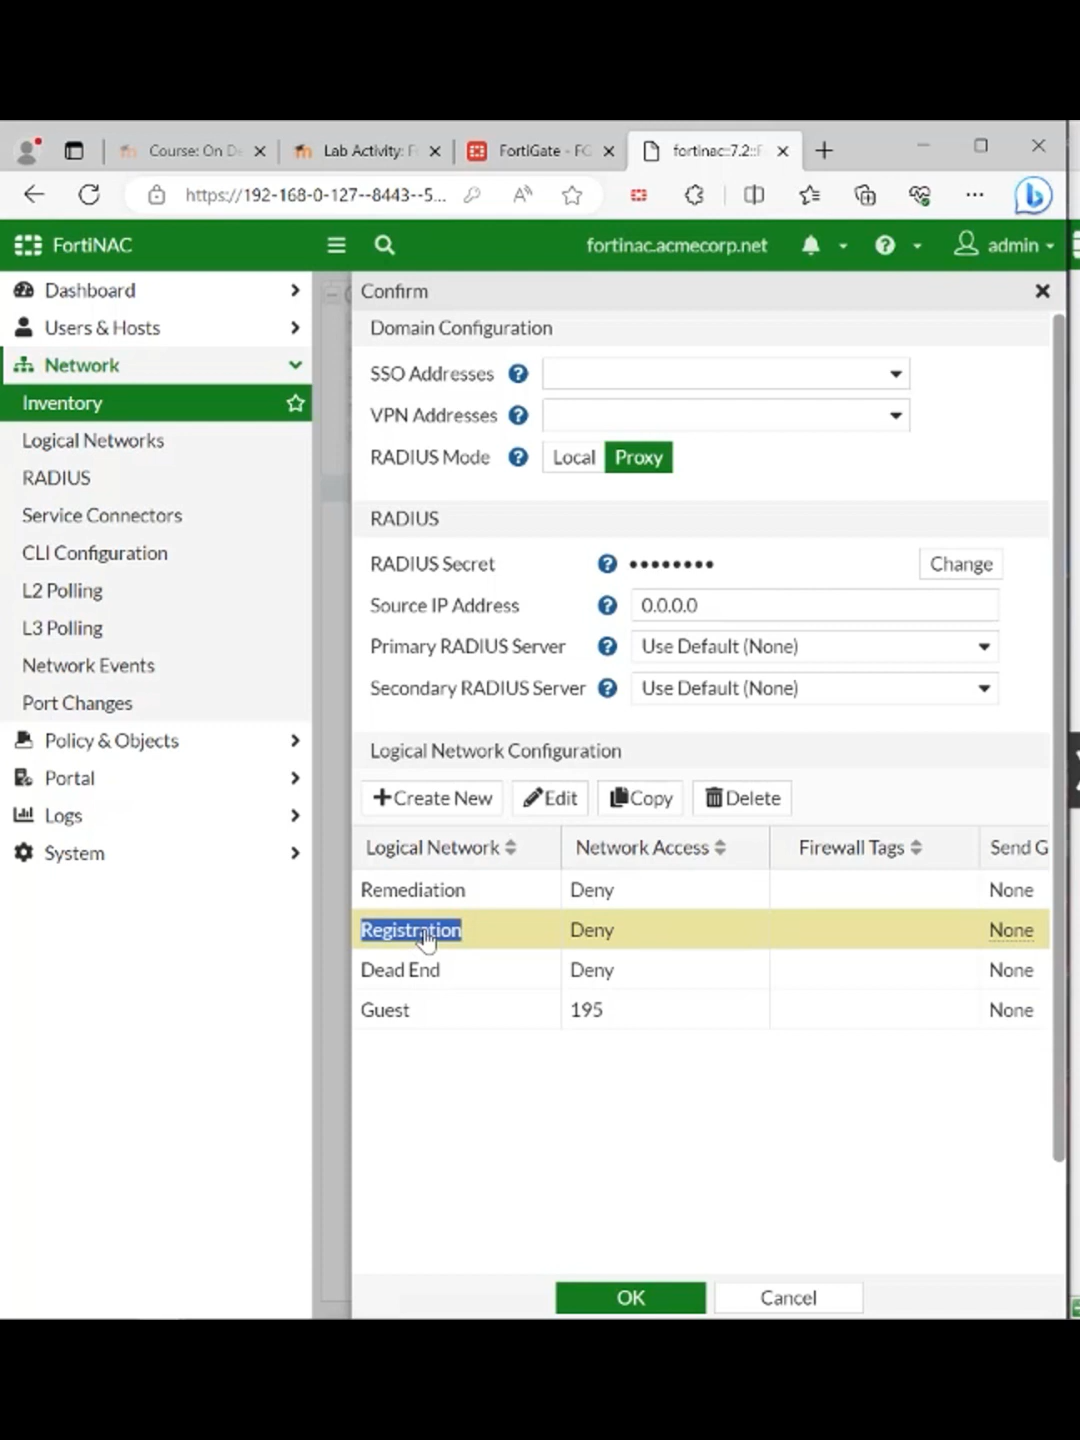 Course: On De
Lab Activity: F
FortiGate - FG
fortinac::7.2::F
https://192-168-0-127--8443--5...
FortiNAC
fortinac.acmecorp.net
admin
Dashboard
Users & Hosts
Network
Inventory
Logical Networks
RADIUS
Service Connectors
CLI Configuration
L2 Polling
L3 Polling
Network Events
Port Changes
Policy & Objects
Portal
Logs
System
Confirm
Domain Configuration
SSO Addresses
VPN Addresses
RADIUS Mode Local Proxy
RADIUS
RADIUS Secret •••••••• Change
Source IP Address 0.0.0.0
Primary RADIUS Server Use Default (None)
Secondary RADIUS Server Use Default (None)
Logical Network Configuration
+Create New Edit Copy Delete
Logical Network Network Access Firewall Tags Send G
Remediation Deny None
Registration Deny None
Dead End Deny None
Guest 195 None
OK Cancel